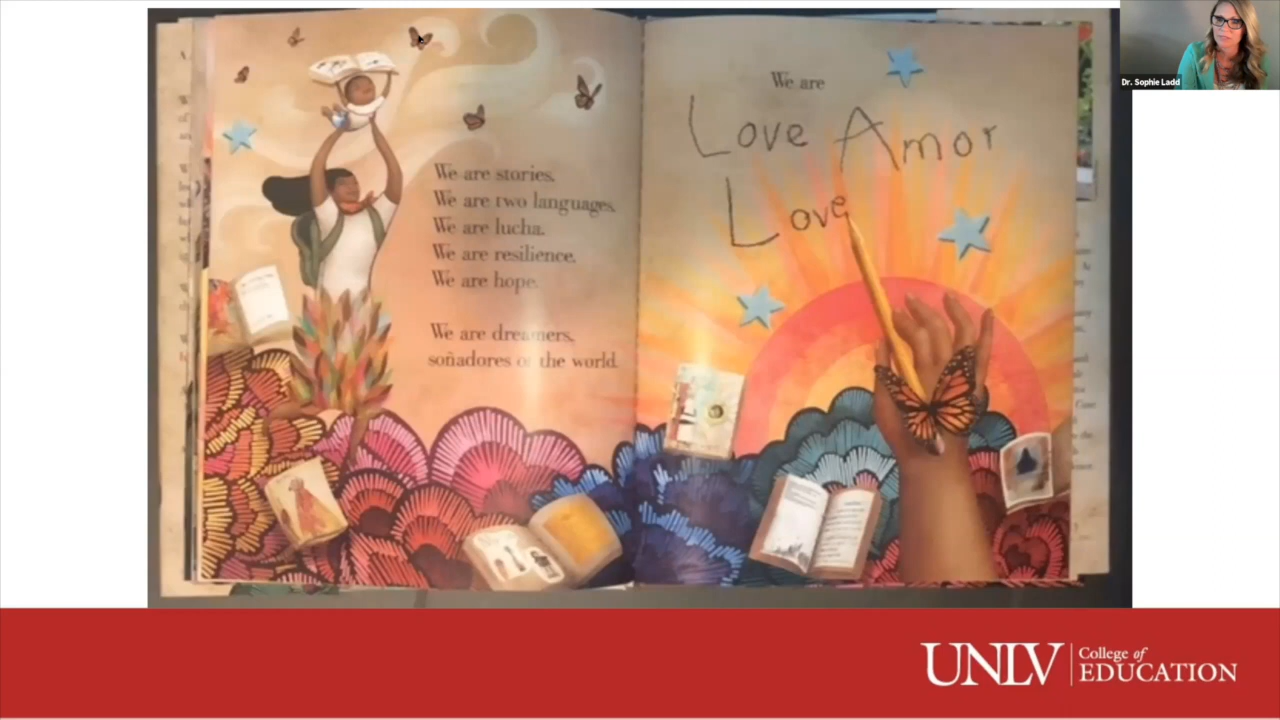 Dr. Sophie Ladd
We are stories.
We are two languages.
We are lucha.
We are resilience.
We are hope.
We are dreamers,
soñadores of the world.
We are
Love Amor
Love
UNLV
College of
EDUCATION